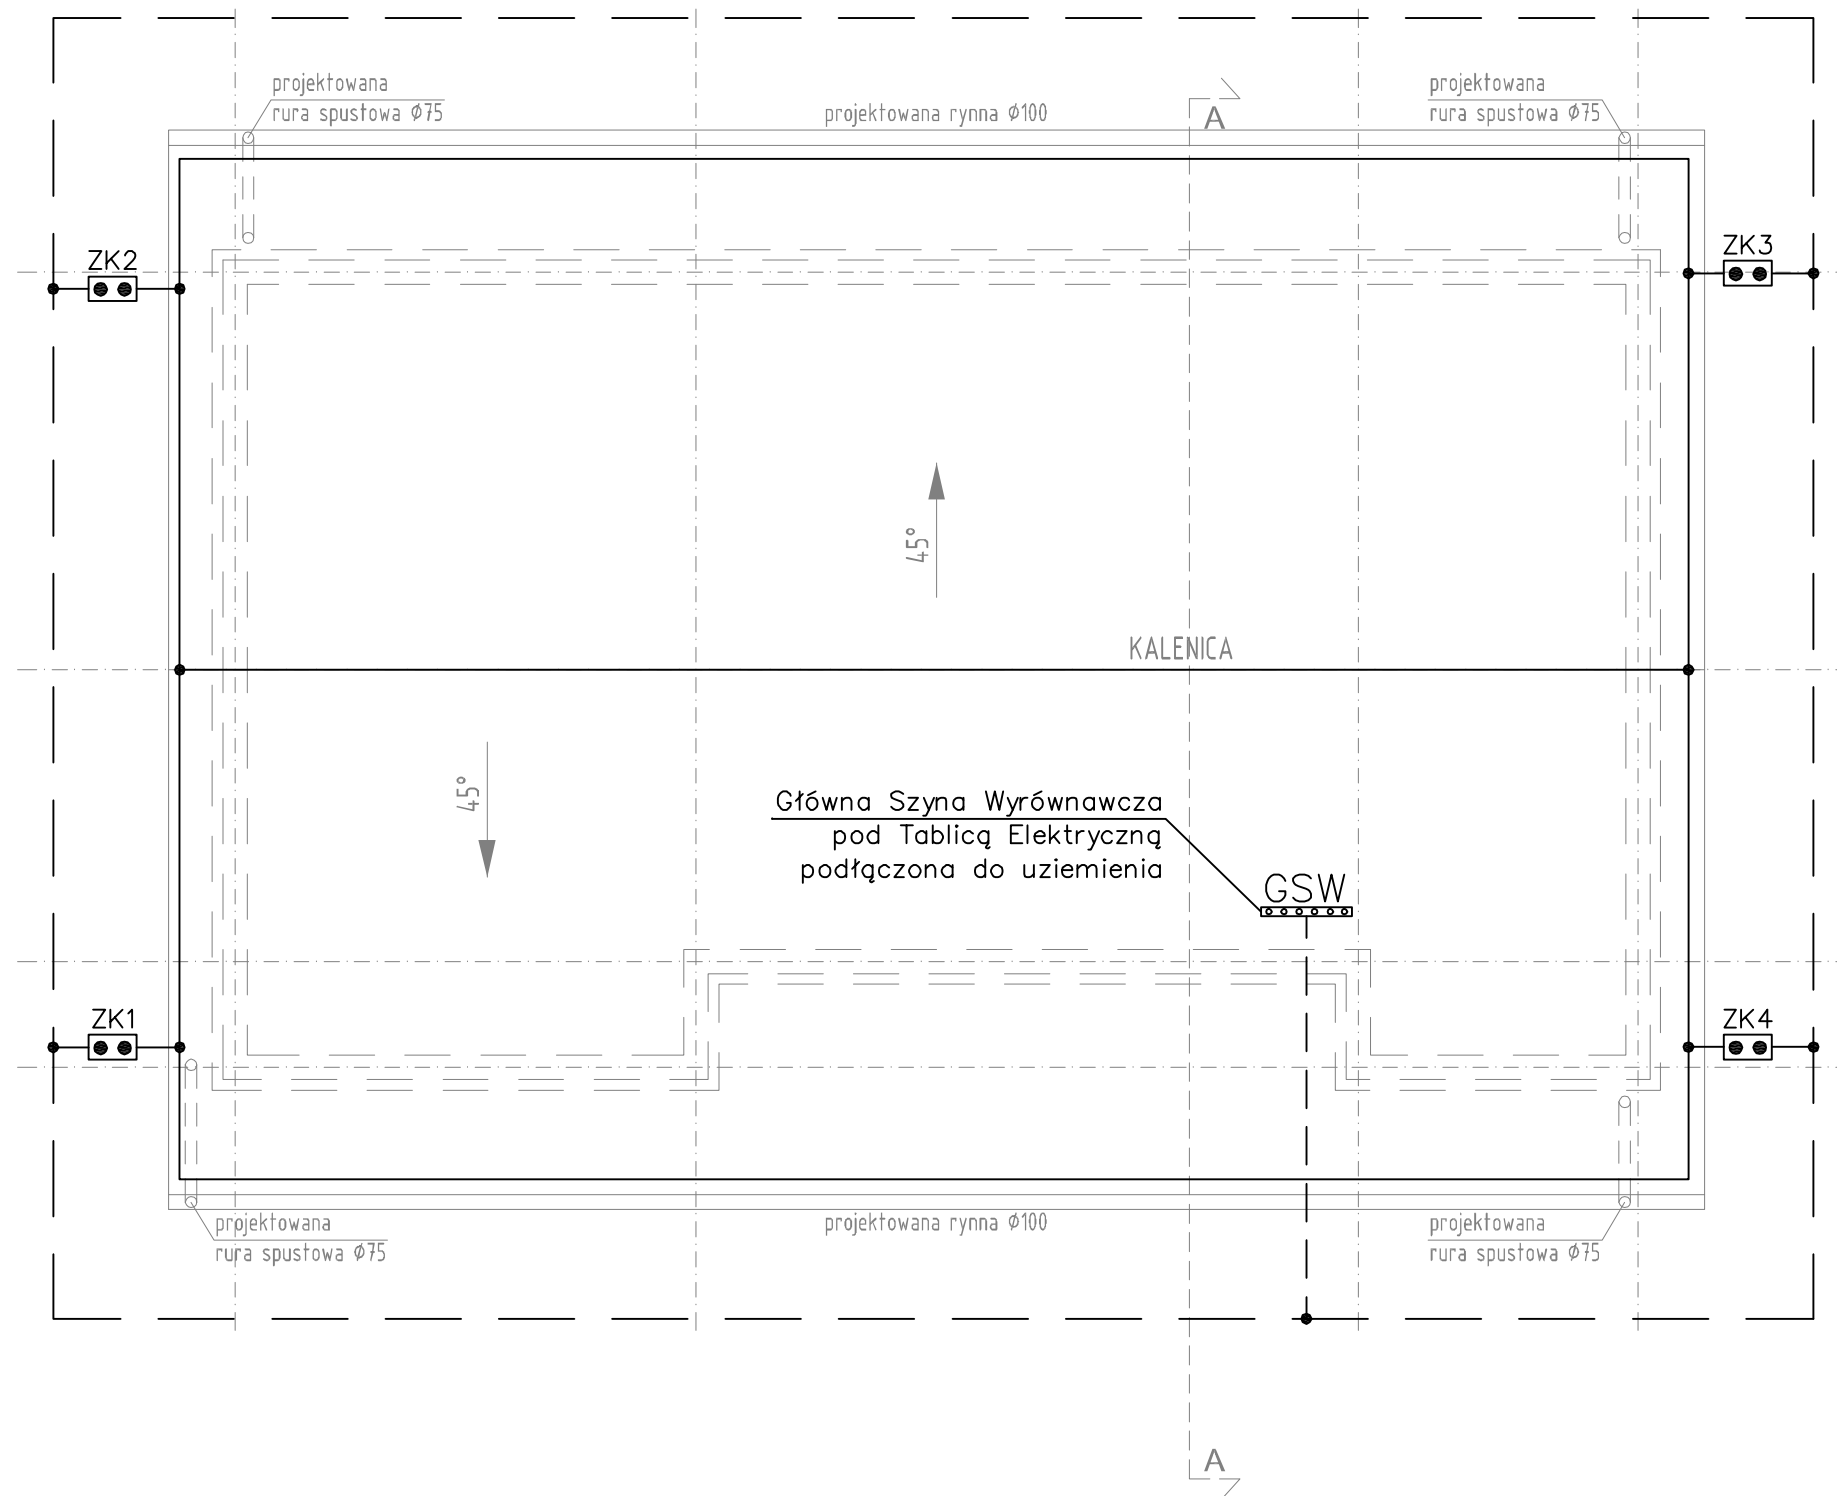 projektowana
rura spustowa Ø75
projektowana rynna Ø100
A
projektowana
rura spustowa Ø75
ZK2
ZK3
45°
KALENICA
45°
Główna Szyna Wyrównawcza
pod Tablicą Elektryczną
podłączona do uziemienia
GSW
ZK1
ZK4
projektowana
rura spustowa Ø75
projektowana rynna Ø100
projektowana
rura spustowa Ø75
A